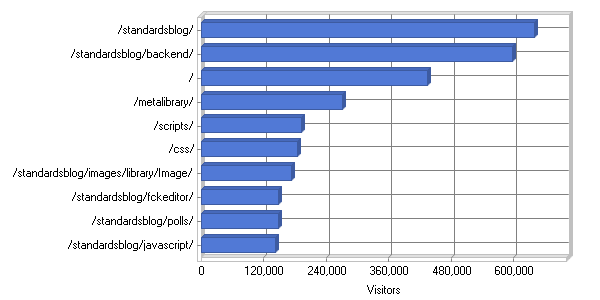 /standardsblog/
/standardsblog/backend/
/
/metalibrary/
/scripts/
/css/
/standardsblog/images/library/Image/
/standardsblog/fckeditor/
/standardsblog/polls/
/standardsblog/javascript/
0 120,000 240,000 360,000 480,000 600,000
Visitors